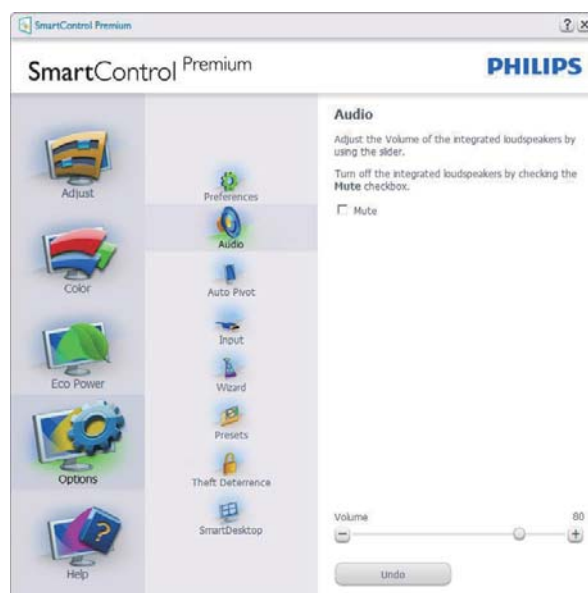 SmartControl Premium
SmartControl Premium
PHILIPS
Adjust
Color
Eco Power
Options
Help
Preferences
Audio
Auto Pivot
Input
Wizard
Presets
Theft Deterrence
SmartDesktop
Audio
Adjust the Volume of the integrated loudspeakers by
using the slider.
Turn off the integrated loudspeakers by checking the
Mute checkbox.
Mute
Volume
80
Undo